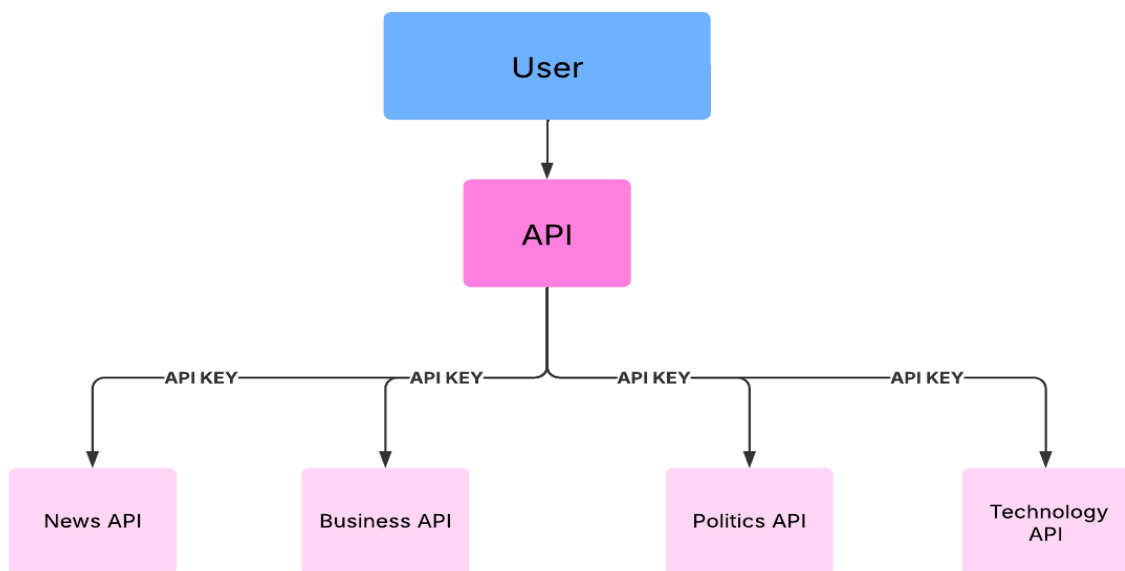 User
API
API KEY API KEY API KEY API KEY
News API
Business API
Politics API
Technology
API